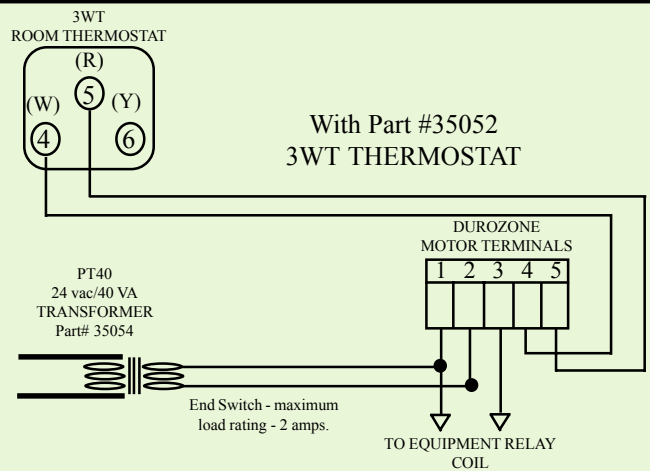 3WT
ROOM THERMOSTAT
(R)
5
(W)
(Y)
4
6
With Part #35052
3WT THERMOSTAT
DUROZONE
MOTOR TERMINALS
1 2 3 4 5
PT40
24 vac/40 VA
TRANSFORMER
Part# 35054
End Switch - maximum
load rating - 2 amps.
TO EQUIPMENT RELAY
COIL